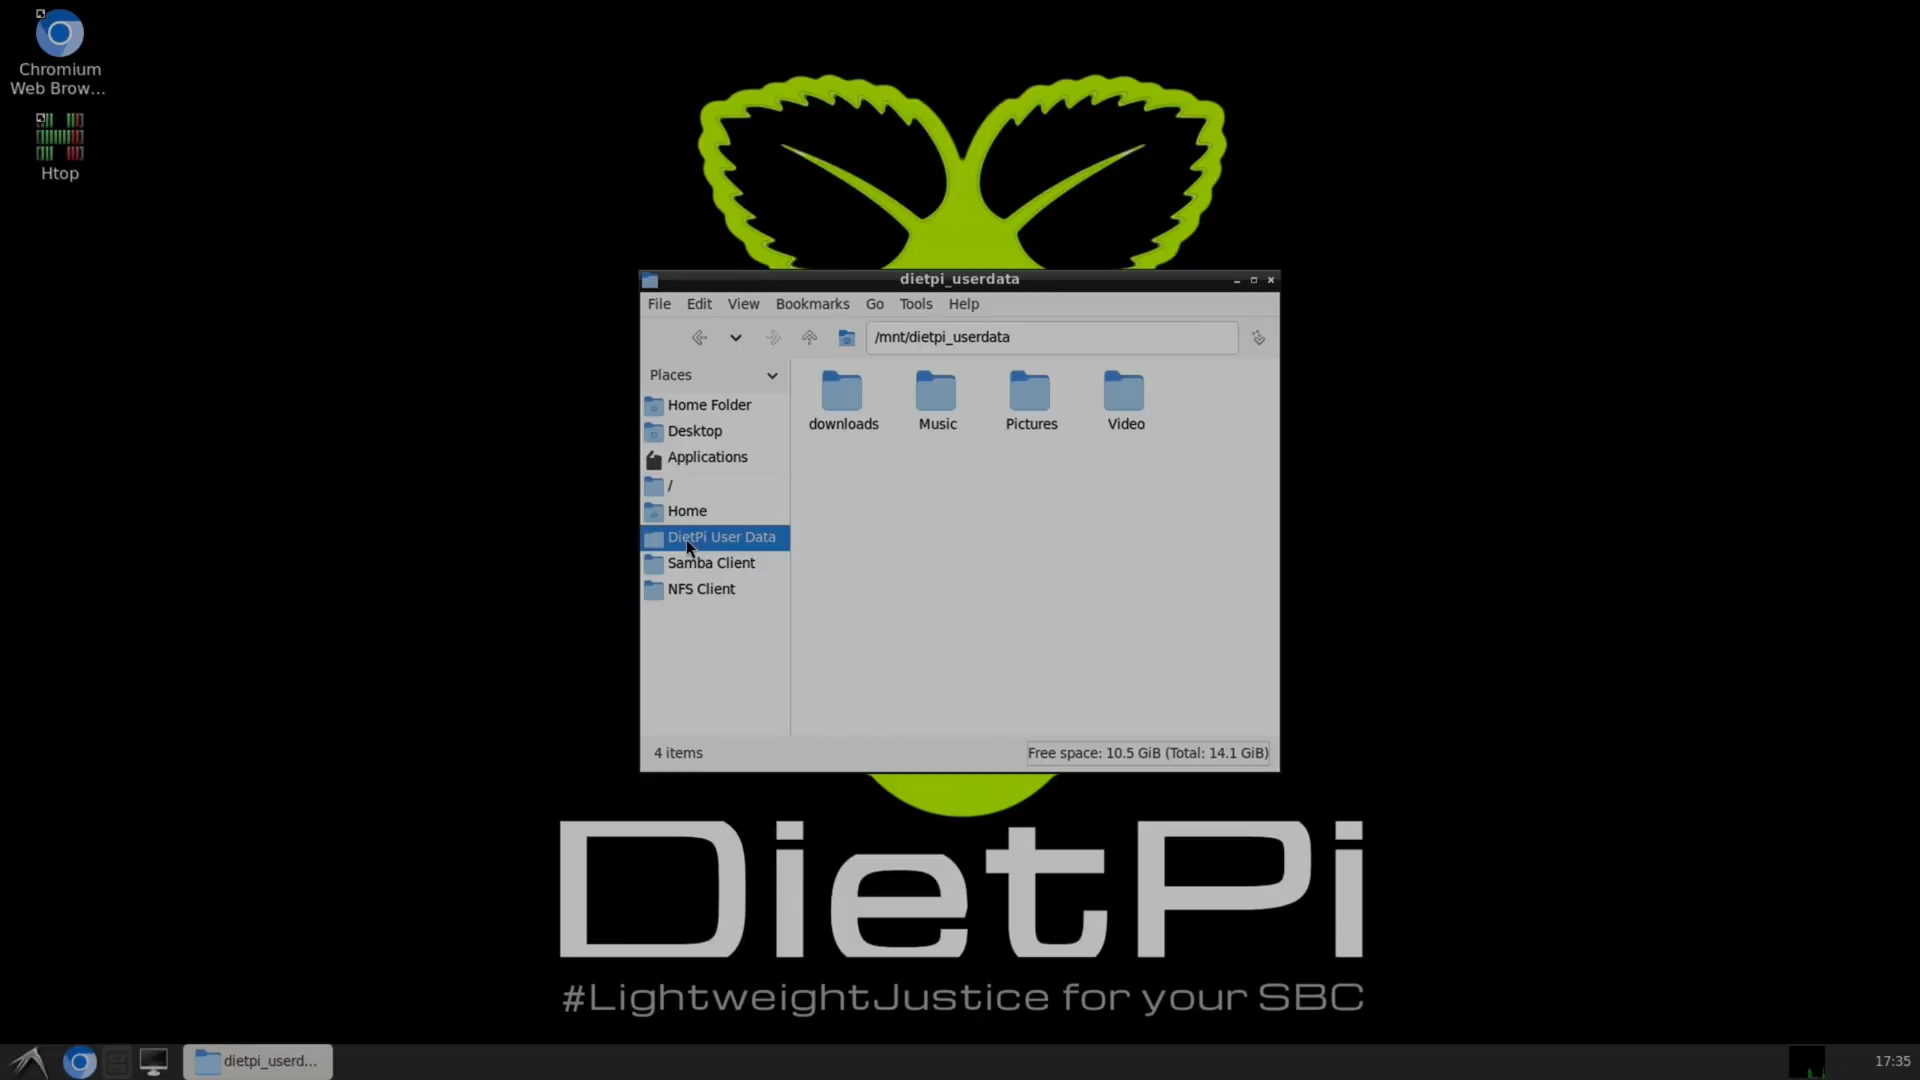 Chromium
Web Brow...
Htop
dietpi_userdata
File Edit View Bookmarks Go Tools Help
/mnt/dietpi_userdata
Places
Home Folder
Desktop
Applications
/
Home
DietPi User Data
Samba Client
NFS Client
downloads Music Pictures Video
4 items
Free space: 10.5 GiB (Total: 14.1 GiB)
DietPi
#LightweightJustice for your SBC
dietpi_userd...
17:35